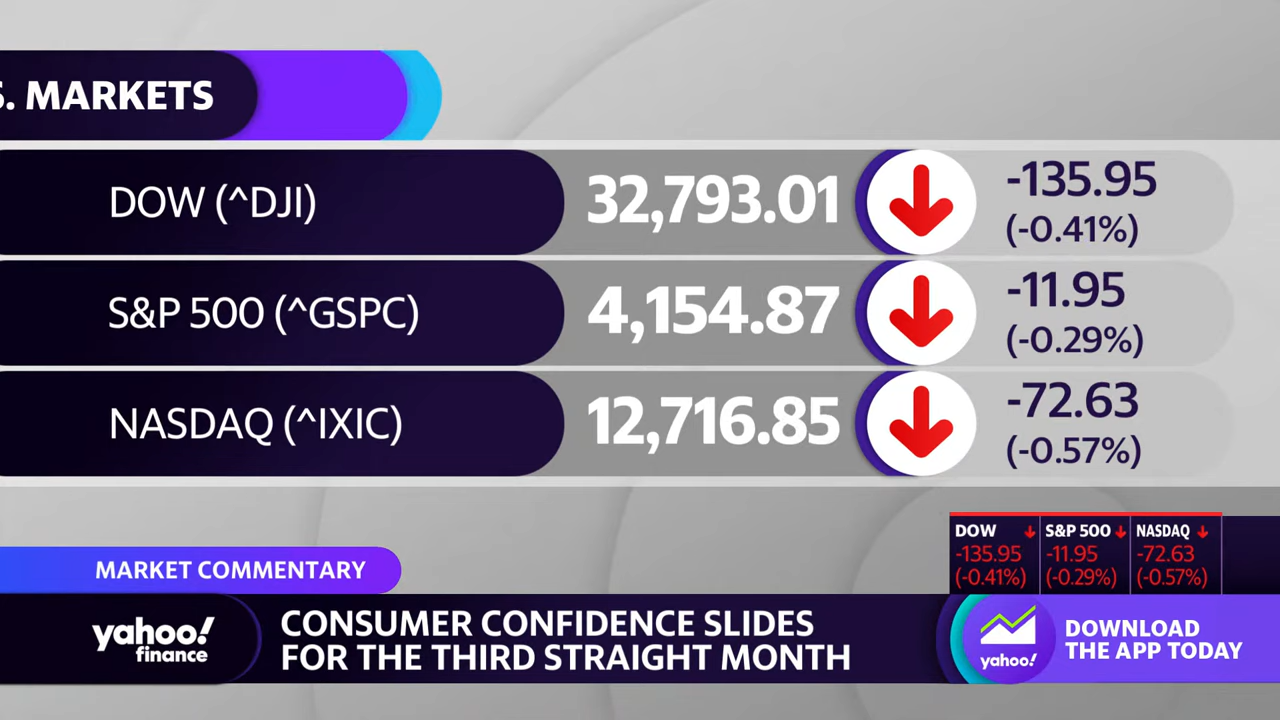 . MARKETS
DOW (^DJI)
32,793.01
-135.95
(-0.41%)
S&P 500 (^GSPC)
4,154.87
-11.95
(-0.29%)
NASDAQ (^IXIC)
12,716.85
-72.63
(-0.57%)
DOW
-135.95
(-0.41%)
S&P 500
-11.95
(-0.29%)
NASDAQ
-72.63
(-0.57%)
MARKET COMMENTARY
yahoo!
finance
CONSUMER CONFIDENCE SLIDES
FOR THE THIRD STRAIGHT MONTH
yahoo!
DOWNLOAD
THE APP TODAY